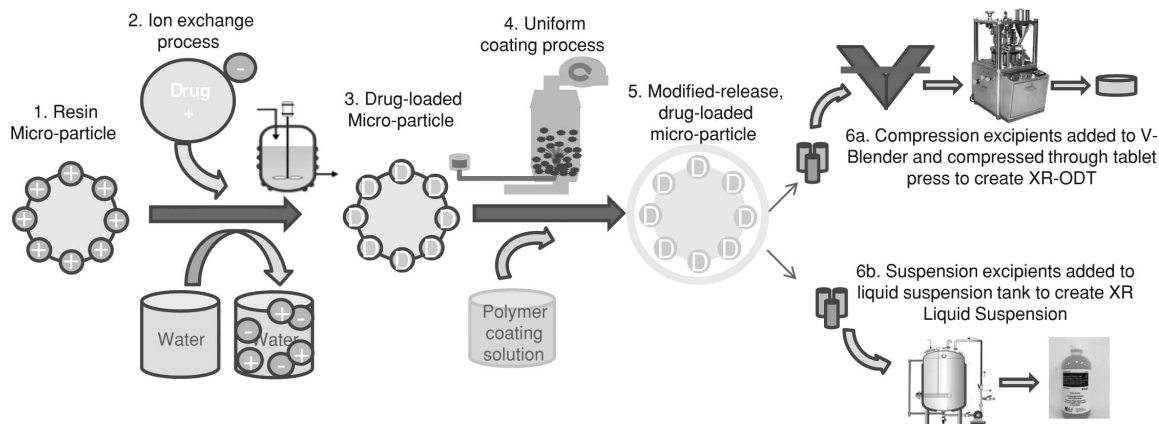 2. Ion exchange
process
4. Uniform
coating process
Drug
+
-
1. Resin
Micro-particle
3. Drug-loaded
Micro-particle
5. Modified-release,
drug-loaded
micro-particle
6a. Compression excipients added to V-
Blender and compressed through tablet
press to create XR-ODT
+ + + + + + + +
D D D D D D D D
D D D D D D D D
Water
Water
+ - + - + -
Polymer
coating
solution
6b. Suspension excipients added to
liquid suspension tank to create XR
Liquid Suspension